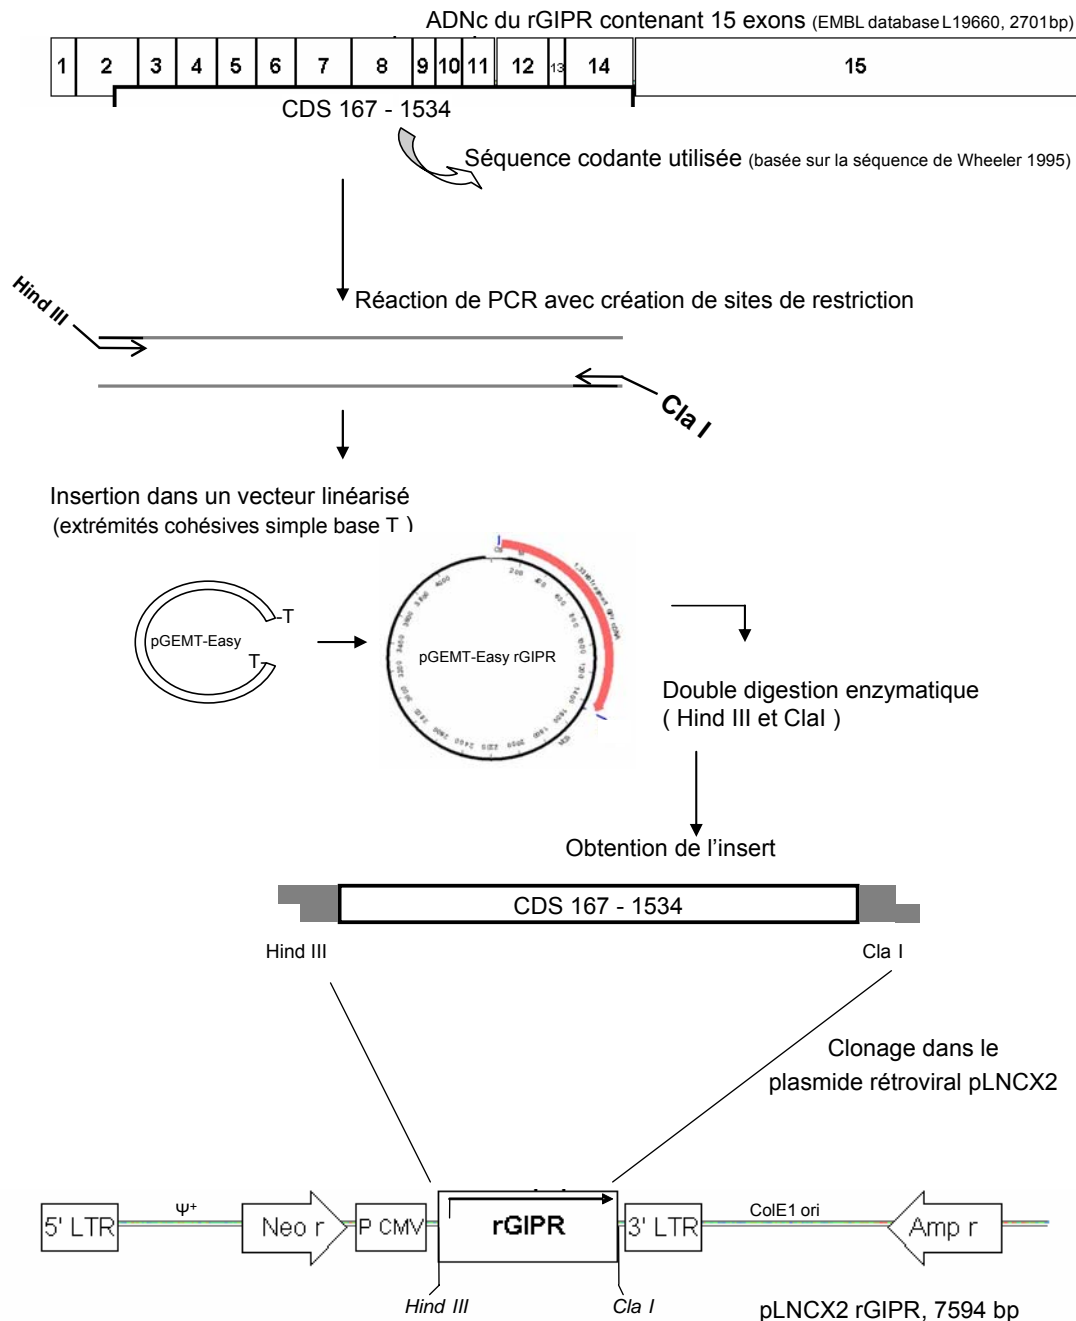 ADNc du rGIPR contenant 15 exons (EMBL database L19660, 2701bp)
1 2 3 4 5 6 7 8 9 10 11 12 13 14 15
CDS 167 - 1534
Séquence codante utilisée (basée sur la séquence de Wheeler 1995)
Hind III
Réaction de PCR avec création de sites de restriction
Cla I
Insertion dans un vecteur linéarisé
(extrémités cohésives simple base T )
-T
pGEMT-Easy
T-
pGEMT-Easy rGIPR
Double digestion enzymatique
( Hind III et ClaI )
Obtention de l'insert
CDS 167 - 1534
Hind III
Cla I
Clonage dans le
plasmide rétroviral pLNCX2
5' LTR
Ψ+
Neo r
P CMV
rGIPR
3' LTR
ColE1 ori
Amp r
Hind III
Cla I
pLNCX2 rGIPR, 7594 bp